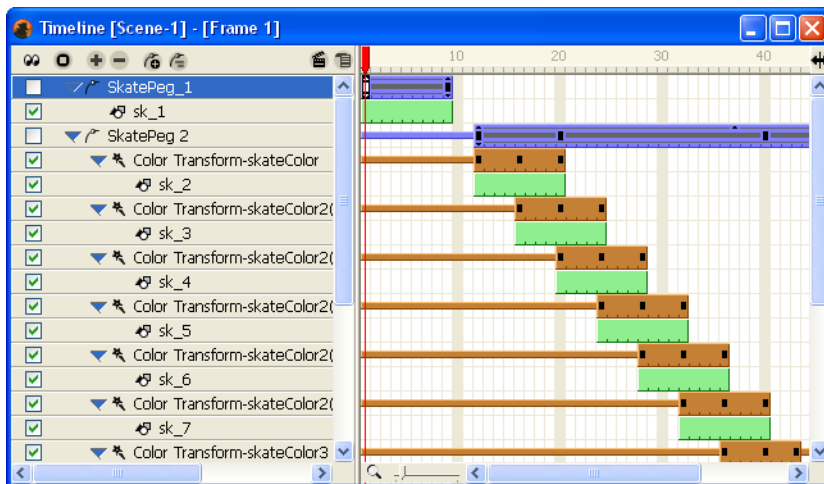 Timeline [Scene-1] - [Frame 1]
10 20 30 40
SkatePeg_1
sk_1
SkatePeg 2
Color Transform-skateColor
sk_2
Color Transform-skateColor2(
sk_3
Color Transform-skateColor2(
sk_4
Color Transform-skateColor2(
sk_5
Color Transform-skateColor2(
sk_6
Color Transform-skateColor2(
sk_7
Color Transform-skateColor3